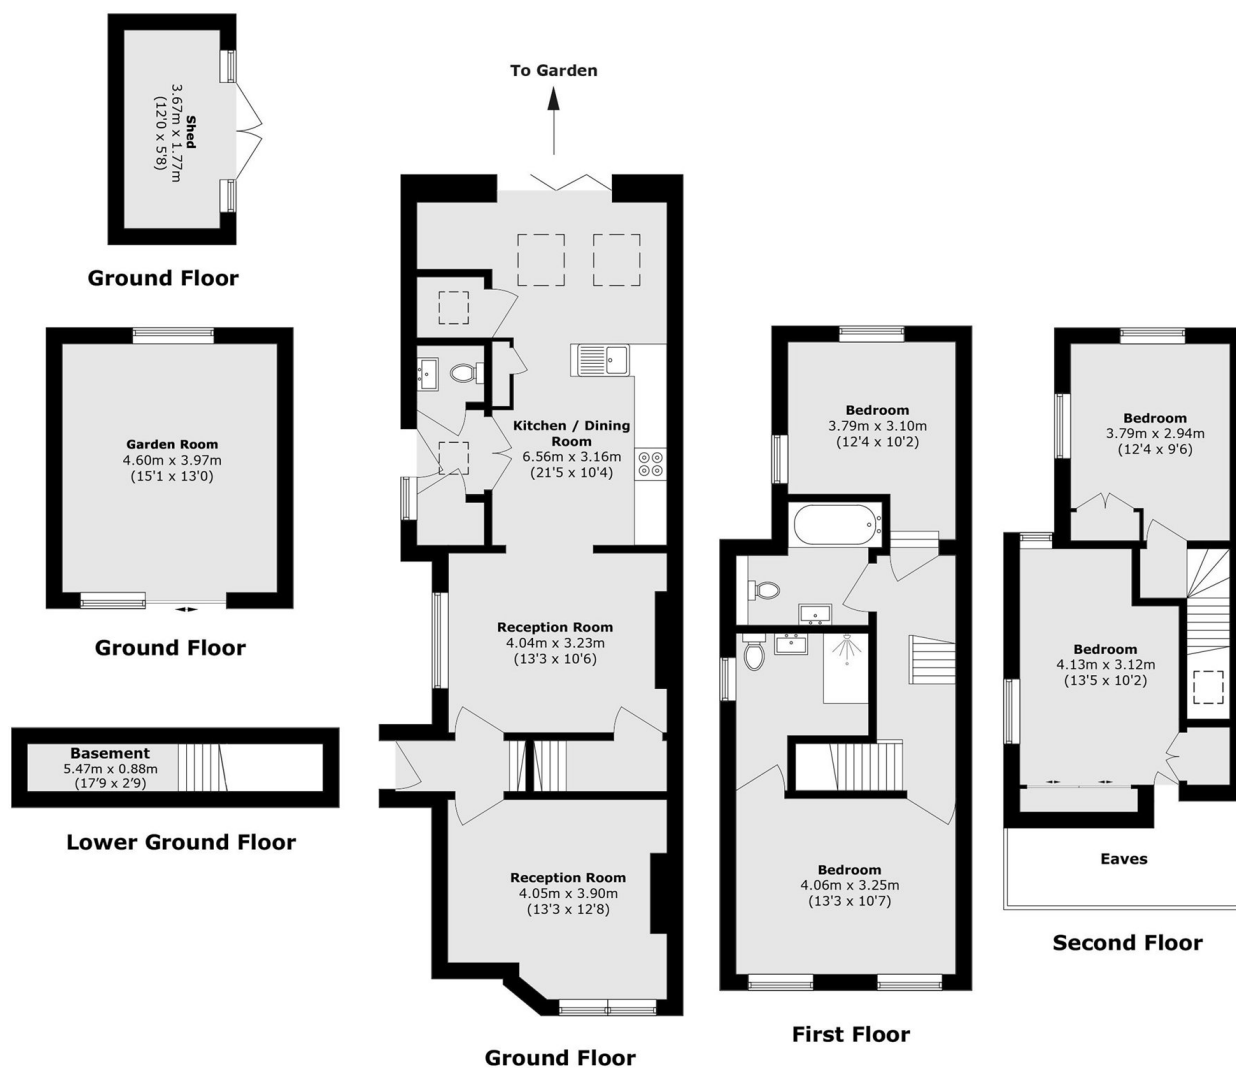 Shed
3.67m x 1.77m
(12'0 x 5'8)
Ground Floor
To Garden
Garden Room
4.60m x 3.97m
(15'1 x 13'0)
Ground Floor
Basement
5.47m x 0.88m
(17'9 x 2'9)
Lower Ground Floor
Kitchen / Dining
Room
6.56m x 3.16m
(21'5 x 10'4)
Reception Room
4.04m x 3.23m
(13'3 x 10'6)
Reception Room
4.05m x 3.90m
(13'3 x 12'8)
Ground Floor
Bedroom
3.79m x 3.10m
(12'4 x 10'2)
Bedroom
4.06m x 3.25m
(13'3 x 10'7)
First Floor
Bedroom
3.79m x 2.94m
(12'4 x 9'6)
Bedroom
4.13m x 3.12m
(13'5 x 10'2)
Eaves
Second Floor